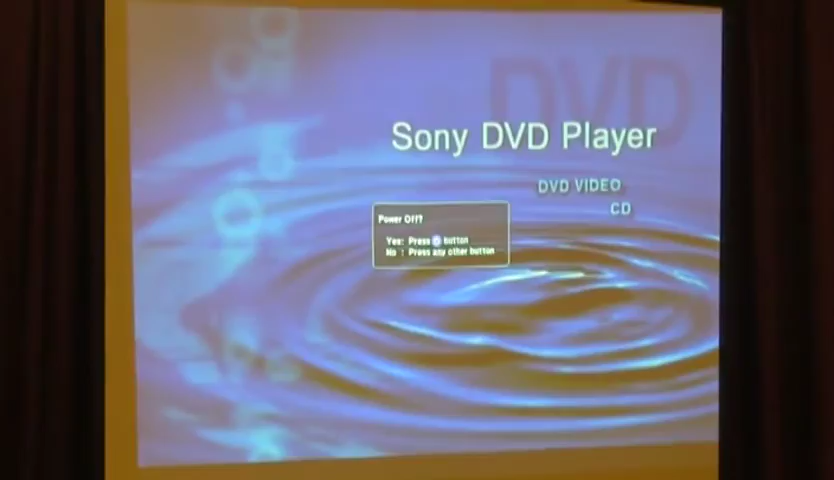 DVD
Sony DVD Player
DVD VIDEO
CD
Power Off?
Yes: Press button
No : Press any other button